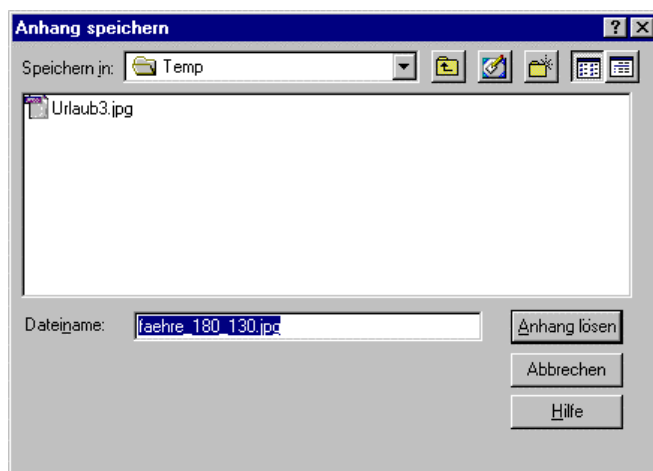 Anhang speichern
Speichern in: Temp
Urlaub3.jpg
Dateiname: faehre_180_130.jpg
Anhang lösen
Abbrechen
Hilfe